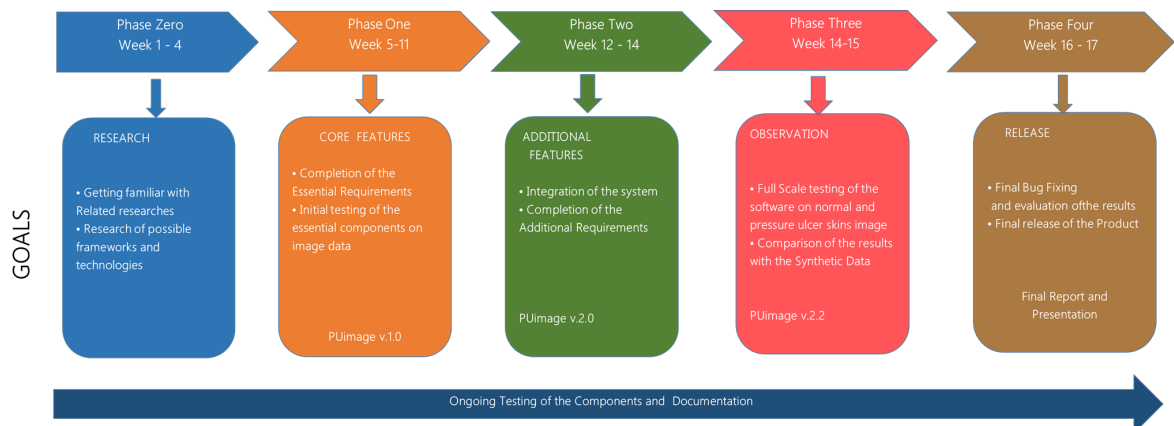 Phase Zero
Week 1 - 4
Phase One
Week 5-11
Phase Two
Week 12 - 14
Phase Three
Week 14-15
Phase Four
Week 16 - 17
GOALS
RESEARCH
• Getting familiar with
Related researches
• Research of possible
frameworks and
technologies
CORE FEATURES
• Completion of the
Essential Requirements
• Initial testing of the
essential components on
image data
PUimage v.1.0
ADDITIONAL
FEATURES
• Integration of the system
• Completion of the
Additional Requirements
PUimage v.2.0
OBSERVATION
• Full Scale testing of the
software on normal and
pressure ulcer skins image
• Comparison of the results
with the Synthetic Data
PUimage v.2.2
RELEASE
• Final Bug Fixing
and evaluation ofthe results
• Final release of the Product
Final Report and
Presentation
Ongoing Testing of the Components and Documentation